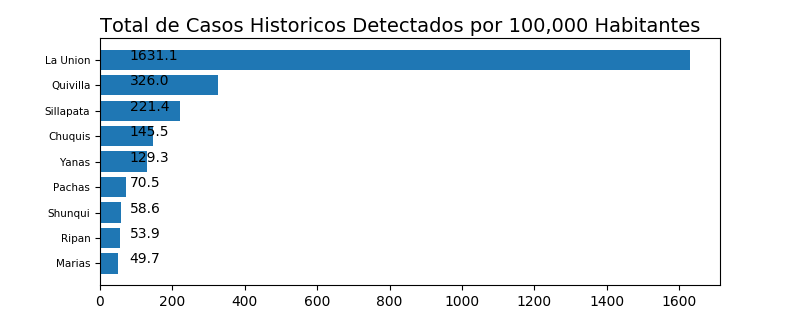 Total de Casos Historicos Detectados por 100,000 Habitantes
La Union 1631.1
Quivilla 326.0
Sillapata 221.4
Chuquis 145.5
Yanas 129.3
Pachas 70.5
Shunqui 58.6
Ripan 53.9
Marias 49.7
0 200 400 600 800 1000 1200 1400 1600